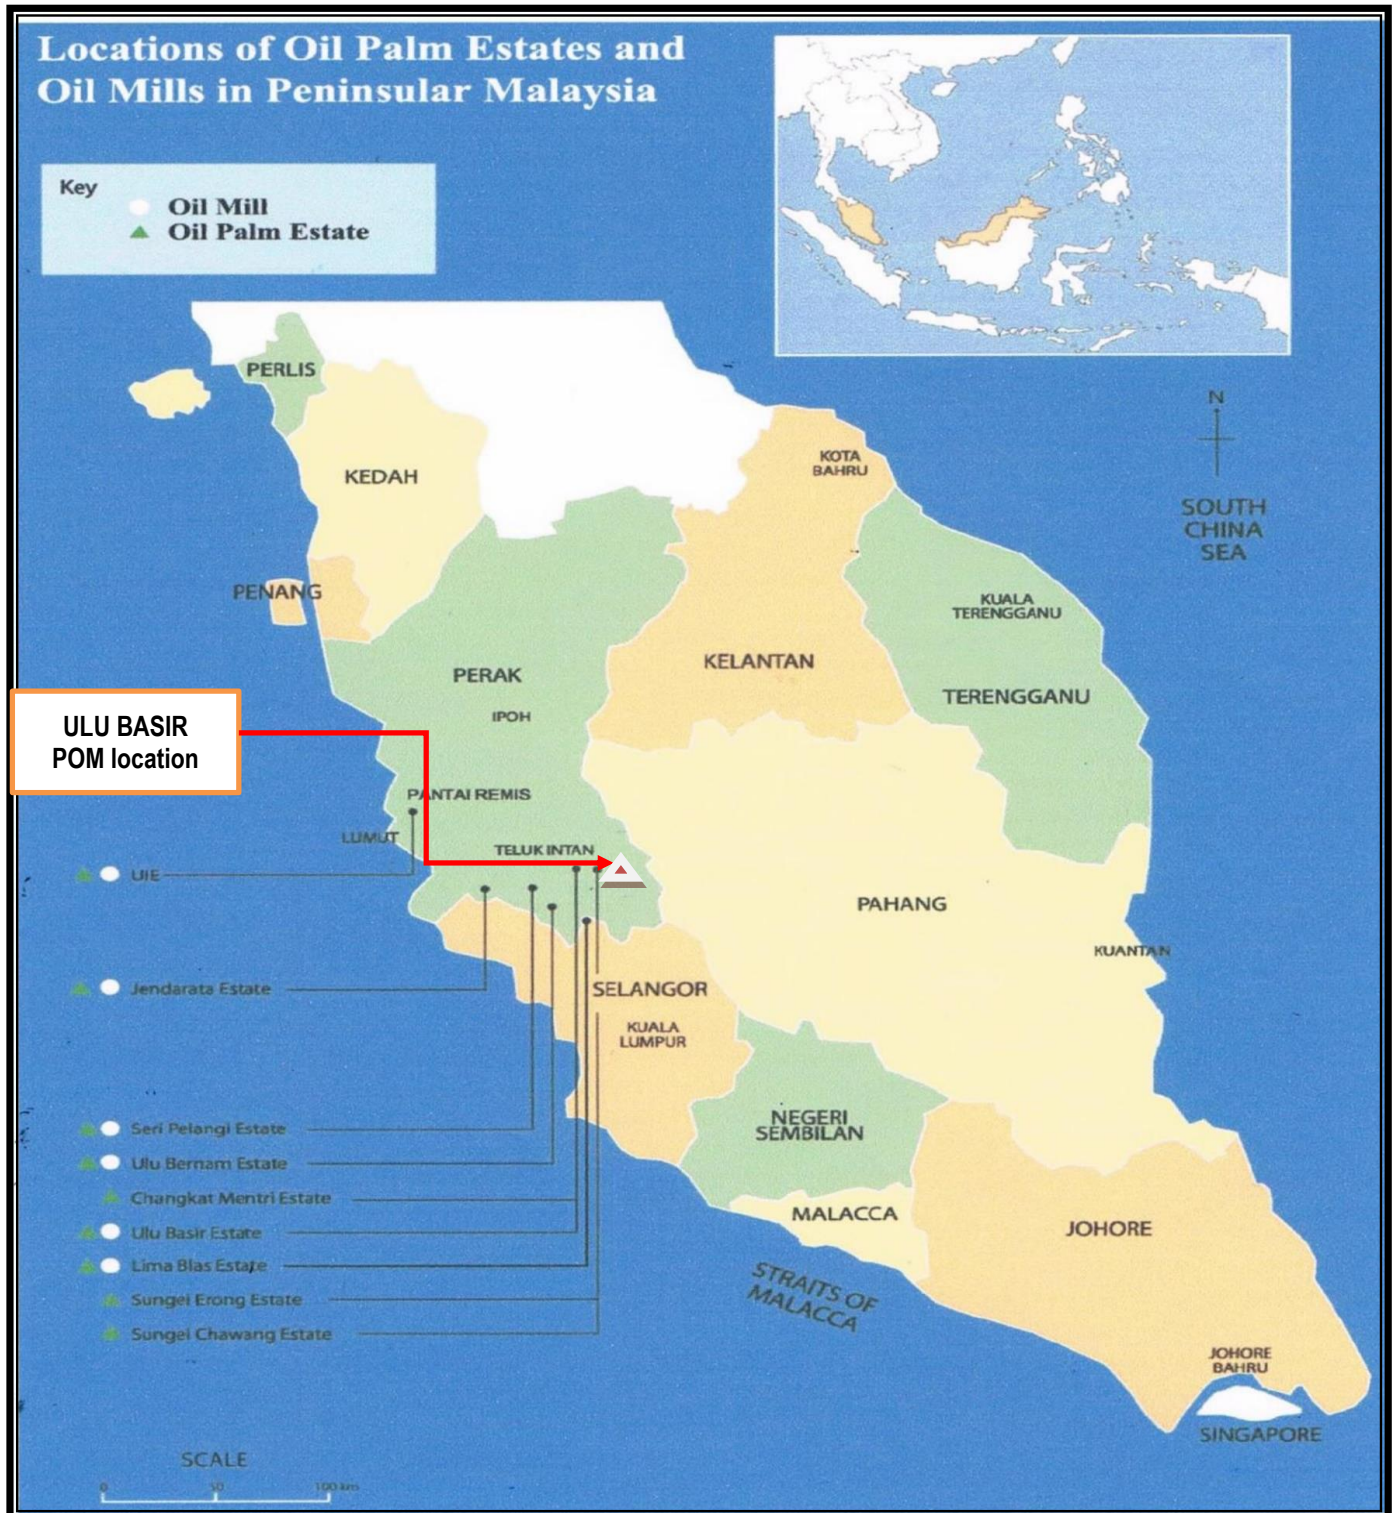 Locations of Oil Palm Estates and
Oil Mills in Peninsular Malaysia
Key
Oil Mill
Oil Palm Estate
N
SOUTH
CHINA
SEA
PERLIS
KEDAH
KOTA
BAHRU
PENANG
KUALA
TERENGGANU
PERAK
KELANTAN
TERENGGANU
IPOH
ULU BASIR
POM location
PANTAI REMIS
LUMUT
TELUK INTAN
UIE
PAHANG
KUANTAN
Jendarata Estate
SELANGOR
KUALA
LUMPUR
NEGERI
SEMBILAN
Seri Pelangi Estate
Ulu Bernam Estate
Changkat Mentri Estate
Ulu Basir Estate
Lima Blas Estate
Sungei Erong Estate
Sungei Chawang Estate
MALACCA
JOHORE
STRAITS OF
MALACCA
JOHORE
BAHRU
SINGAPORE
SCALE
0 50 100 km